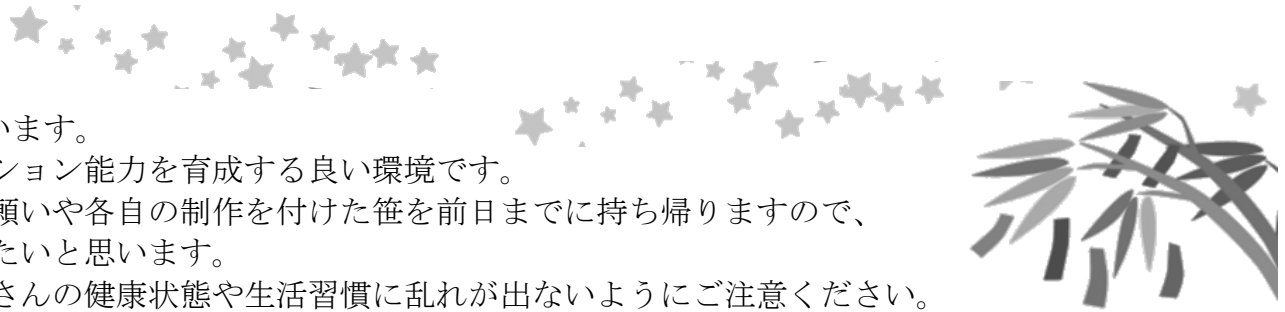 います。
ション能力を育成する良い環境です。
願いや各自の制作を付けた笹を前日までに持ち帰りますので、
たいと思います。
さんの健康状態や生活習慣に乱れが出ないようにご注意ください。